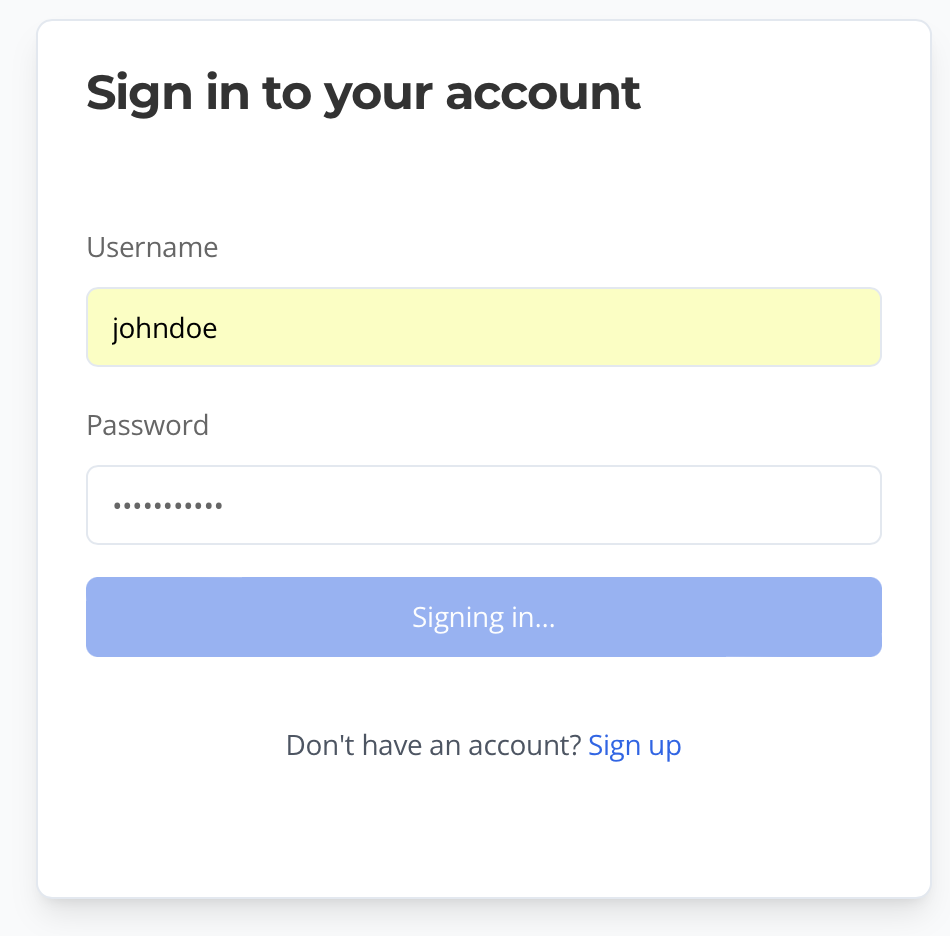 Sign in to your account
Username
johndoe
Password
•••••••••••
Signing in...
Don't have an account? Sign up